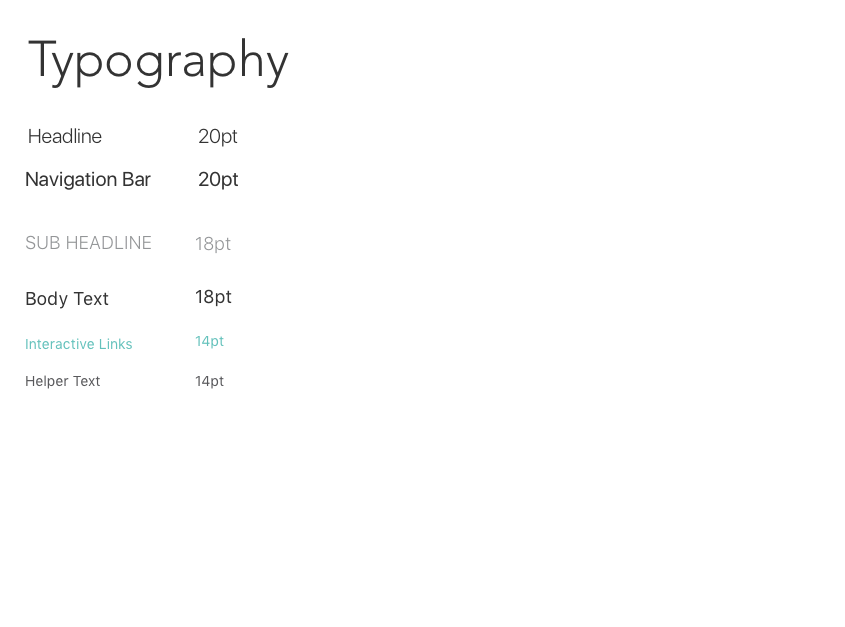 Typography
Headline 20pt
Navigation Bar 20pt
SUB HEADLINE 18pt
Body Text 18pt
Interactive Links 14pt
Helper Text 14pt